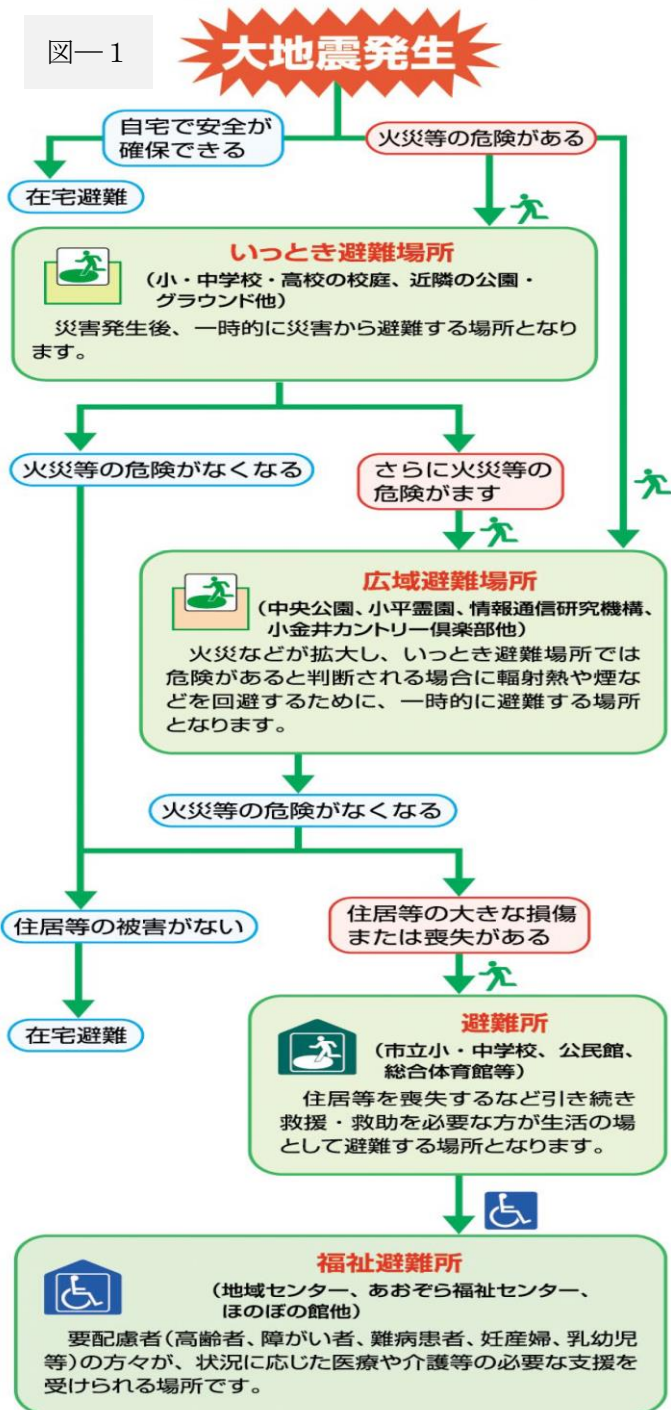 図―１
大地震発生
自宅で安全が
確保できる
火災等の危険がある
在宅避難
いっとき避難場所
（小・中学校・高校の校庭、近隣の公園・
グラウンド他）
災害発生後、一時的に災害から避難する場所となり
ます。
火災等の危険がなくなる
さらに火災等の
危険がます
広域避難場所
（中央公園、小平霊園、情報通信研究機構、
小金井カントリー倶楽部他）
火災などが拡大し、いっとき避難場所では
危険があると判断される場合に輻射熱や煙な
どを回避するために、一時的に避難する場所
となります。
火災等の危険がなくなる
住居等の被害がない
住居等の大きな損傷
または喪失がある
在宅避難
避難所
（市立小・中学校、公民館、
総合体育館等）
住居等を喪失するなど引き続き
救援・救助を必要な方が生活の場
として避難する場所となります。
福祉避難所
（地域センター、あおぞら福祉センター、
ほのぼの館他）
要配慮者（高齢者、障がい者、難病患者、妊産婦、乳幼児
等）の方々が、状況に応じた医療や介護等の必要な支援を
受けられる場所です。